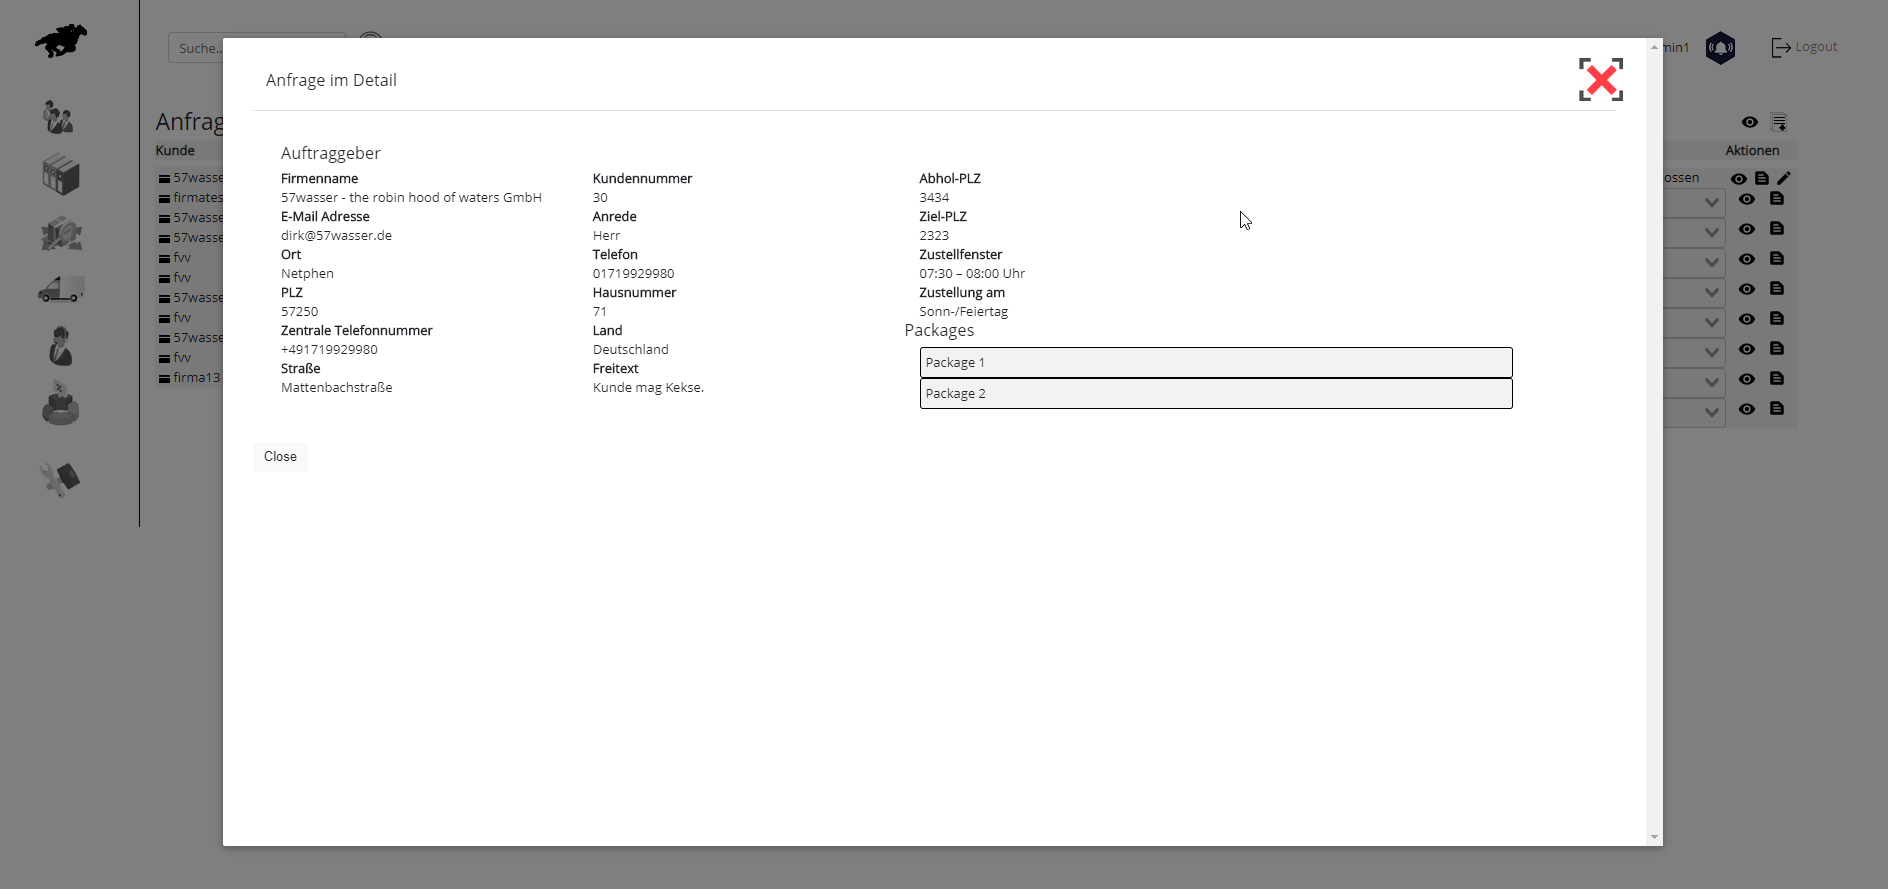 Suche..
min1
Logout
Anfrag
Kunde
Aktionen
57wasse
firmates
57wasse
57wasse
fvv
fvv
57wasse
fvv
57wasse
fvv
firma13
ossen
Anfrage im Detail
Auftraggeber
Firmenname
57wasser - the robin hood of waters GmbH
E-Mail Adresse
dirk@57wasser.de
Ort
Netphen
PLZ
57250
Zentrale Telefonnummer
+491719929980
Straße
Mattenbachstraße
Kundennummer
30
Anrede
Herr
Telefon
01719929980
Hausnummer
71
Land
Deutschland
Freitext
Kunde mag Kekse.
Abhol-PLZ
3434
Ziel-PLZ
2323
Zustellfenster
07:30 – 08:00 Uhr
Zustellung am
Sonn-/Feiertag
Packages
Package 1
Package 2
Close